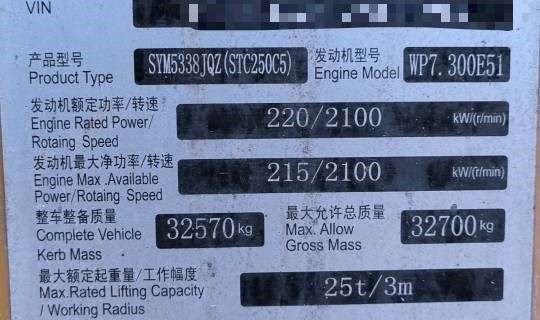 VIN
产品型号 SYM5338JQZ(STC250C5) 发动机型号
Product Type Engine Model WP7.300E51
发动机额定功率/转速
Engine Rated Power/ 220/2100 kW/(r/min)
Rotaing Speed
发动机最大净功率/转速
Engine Max .Available 215/2100 kW/(r/min)
Power/Rotaing Speed
整车整备质量 最大允许总质量
Complete Vehicle 32570 kg Max. Allow 32700 kg
Kerb Mass Gross Mass
最大额定起重量/工作幅度
Max.Rated Lifting Capacity 25t/3m
/ Working Radius